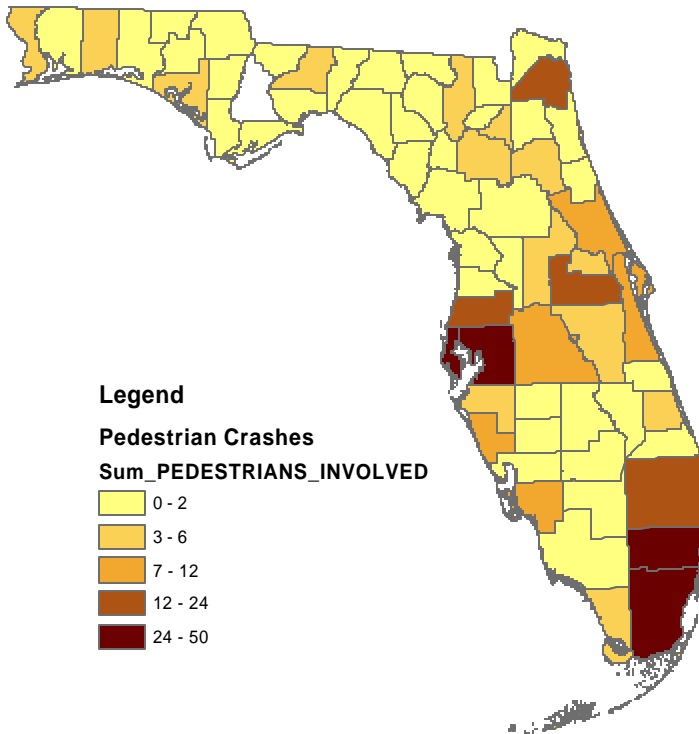 Legend
Pedestrian Crashes
Sum_PEDESTRIANS_INVOLVED
0 - 2
3 - 6
7 - 12
12 - 24
24 - 50